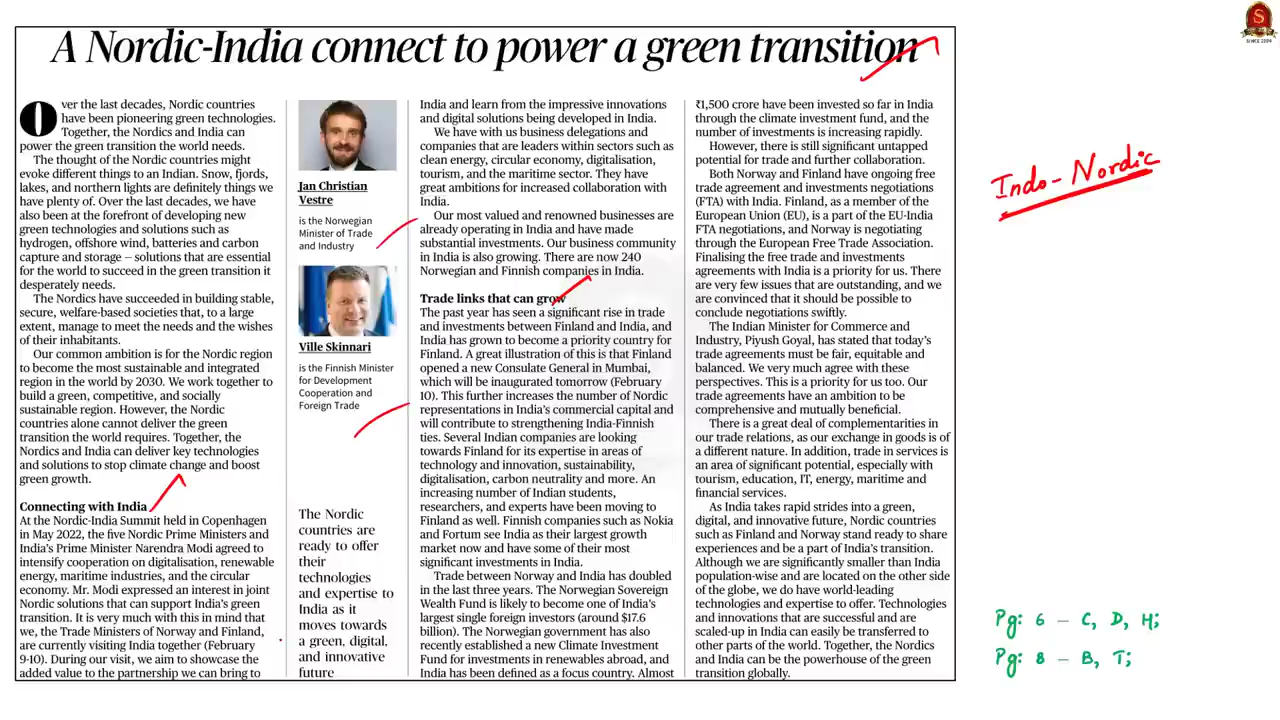 A Nordic-India connect to power a green transition
Over the last decades, Nordic countries
have been pioneering green technologies.
Together, the Nordics and India can
power the green transition the world needs.
The thought of the Nordic countries might
evoke different things to an Indian. Snow, fjords,
lakes, and northern lights are definitely things we
have plenty of. Over the last decades, we have
also been at the forefront of developing new
green technologies and solutions such as
hydrogen, offshore wind, batteries and carbon
capture and storage — solutions that are essential
for the world to succeed in the green transition it
desperately needs.
The Nordics have succeeded in building stable,
secure, welfare-based societies that, to a large
extent, manage to meet the needs and the wishes
of their inhabitants.
Our common ambition is for the Nordic region
to become the most sustainable and integrated
region in the world by 2030. We work together to
build a green, competitive, and socially
sustainable region. However, the Nordic
countries alone cannot deliver the green
transition the world requires. Together, the
Nordics and India can deliver key technologies
and solutions to stop climate change and boost
green growth.
Connecting with India
At the Nordic-India Summit held in Copenhagen
in May 2022, the five Nordic Prime Ministers and
India's Prime Minister Narendra Modi agreed to
intensify cooperation on digitalisation, renewable
energy, maritime industries, and the circular
economy. Mr. Modi expressed an interest in joint
Nordic solutions that can support India's green
transition. It is very much with this in mind that
we, the Trade Ministers of Norway and Finland,
are currently visiting India together (February
9-10). During our visit, we aim to showcase the
added value to the partnership we can bring to
Jan Christian
Vestre
is the Norwegian
Minister of Trade
and Industry
Ville Skinnari
is the Finnish Minister
for Development
Cooperation and
Foreign Trade
The Nordic
countries are
ready to offer
their
technologies
and expertise to
India as it
moves towards
a green, digital,
and innovative
future
India and learn from the impressive innovations
and digital solutions being developed in India.
We have with us business delegations and
companies that are leaders within sectors such as
clean energy, circular economy, digitalisation,
tourism, and the maritime sector. They have
great ambitions for increased collaboration with
India.
Our most valued and renowned businesses are
already operating in India and have made
substantial investments. Our business community
in India is also growing. There are now 240
Norwegian and Finnish companies in India.
Trade links that can grow
The past year has seen a significant rise in trade
and investments between Finland and India, and
India has grown to become a priority country for
Finland. A great illustration of this is that Finland
opened a new Consulate General in Mumbai,
which will be inaugurated tomorrow (February
10). This further increases the number of Nordic
representations in India's commercial capital and
will contribute to strengthening India-Finnish
ties. Several Indian companies are looking
towards Finland for its expertise in areas of
technology and innovation, sustainability,
digitalisation, carbon neutrality and more. An
increasing number of Indian students,
researchers, and experts have been moving to
Finland as well. Finnish companies such as Nokia
and Fortum see India as their largest growth
market now and have some of their most
significant investments in India.
Trade between Norway and India has doubled
in the last three years. The Norwegian Sovereign
Wealth Fund is likely to become one of India's
largest single foreign investors (around $17.6
billion). The Norwegian government has also
recently established a new Climate Investment
Fund for investments in renewables abroad, and
India has been defined as a focus country. Almost
₹1,500 crore have been invested so far in India
through the climate investment fund, and the
number of investments is increasing rapidly.
However, there is still significant untapped
potential for trade and further collaboration.
Both Norway and Finland have ongoing free
trade agreement and investments negotiations
(FTA) with India. Finland, as a member of the
European Union (EU), is a part of the EU-India
FTA negotiations, and Norway is negotiating
through the European Free Trade Association.
Finalising the free trade and investments
agreements with India is a priority for us. There
are very few issues that are outstanding, and we
are convinced that it should be possible to
conclude negotiations swiftly.
The Indian Minister for Commerce and
Industry, Piyush Goyal, has stated that today's
trade agreements must be fair, equitable and
balanced. We very much agree with these
perspectives. This is a priority for us too. Our
trade agreements have an ambition to be
comprehensive and mutually beneficial.
There is a great deal of complementarities in
our trade relations, as our exchange in goods is of
a different nature. In addition, trade in services is
an area of significant potential, especially with
tourism, education, IT, energy, maritime and
financial services.
As India takes rapid strides into a green,
digital, and innovative future, Nordic countries
such as Finland and Norway stand ready to share
experiences and be a part of India's transition.
Although we are significantly smaller than India
population-wise and are located on the other side
of the globe, we do have world-leading
technologies and expertise to offer. Technologies
and innovations that are successful and are
scaled-up in India can easily be transferred to
other parts of the world. Together, the Nordics
and India can be the powerhouse of the green
transition globally.
S
SINCE 2004
Indo-Nordic
Pg: 6 - C, D, H;
Pg: 8 - B, T;